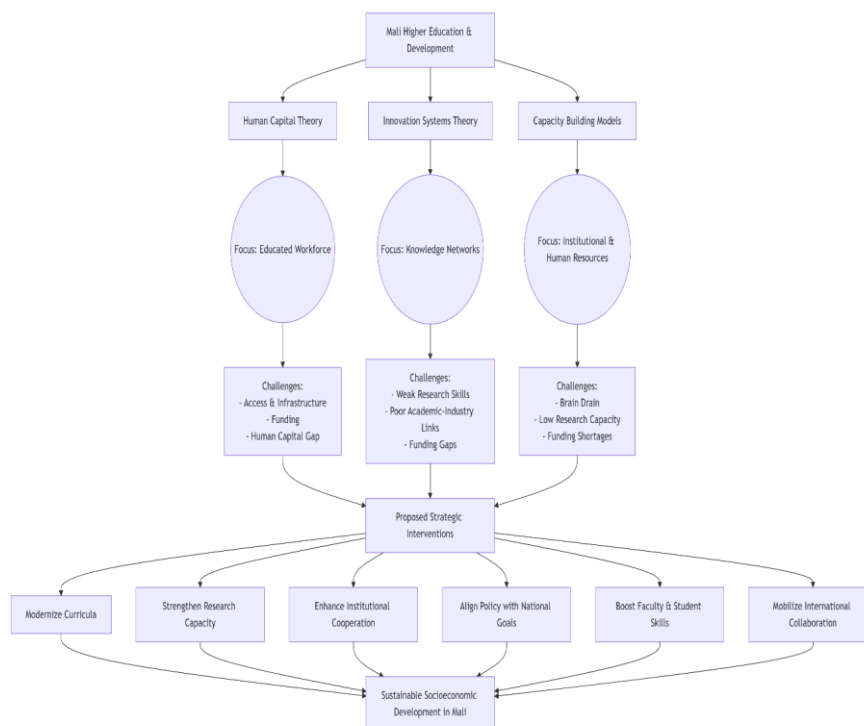 Mali Higher Education &
Development
Human Capital Theory
Innovation Systems Theory
Capacity Building Models
Focus: Educated Workforce
Focus: Knowledge Networks
Focus: Institutional &
Human Resources
Challenges:
- Access & Infrastructure
- Funding
- Human Capital Gap
Challenges:
- Weak Research Skills
- Poor Academic-Industry
Links
- Funding Gaps
Challenges:
- Brain Drain
- Low Research Capacity
- Funding Shortages
Proposed Strategic
Interventions
Modernize Curricula
Strengthen Research
Capacity
Enhance Institutional
Cooperation
Align Policy with National
Goals
Boost Faculty & Student
Skills
Mobilize International
Collaboration
Sustainable Socioeconomic
Development in Mali